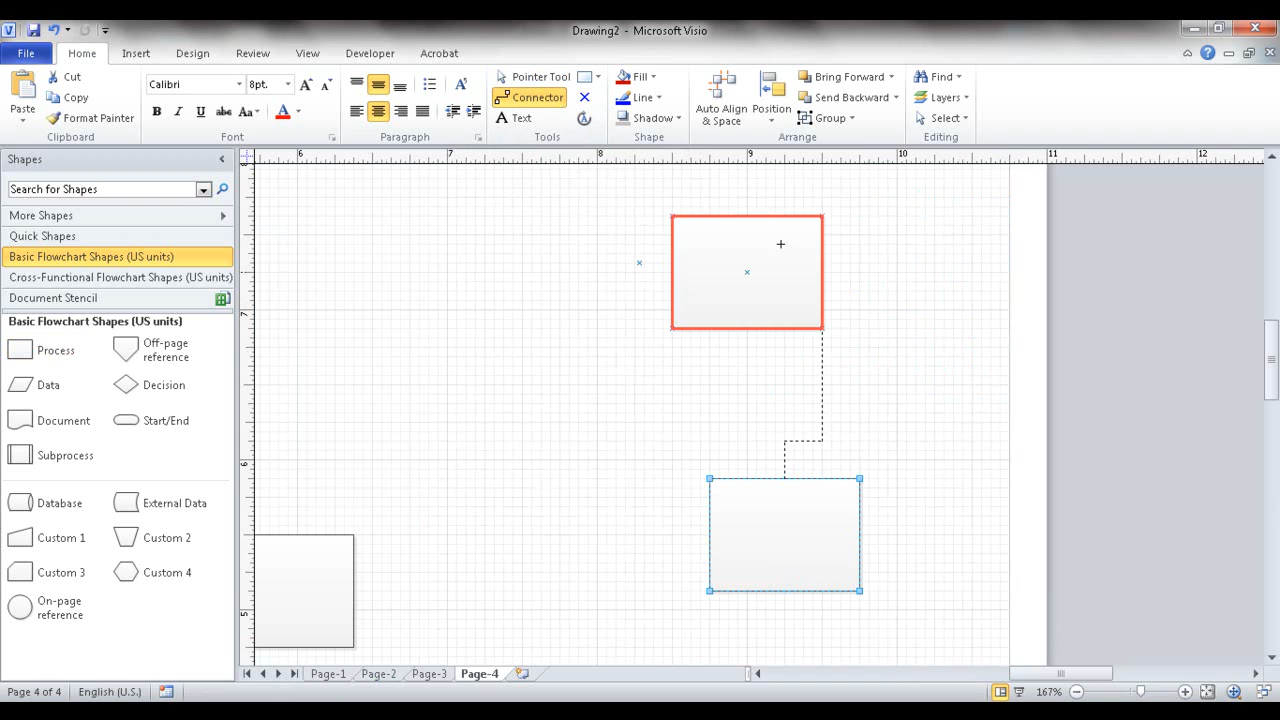 Drawing2 - Microsoft Visio
File Home Insert Design Review View Developer Acrobat
Paste
Cut
Copy
Format Painter
Clipboard
Calibri 8pt.
B I U abc Aa A
Font
Paragraph
Pointer Tool
Connector
Text
Tools
Fill
Line
Shadow
Shape
Auto Align & Space
Position
Bring Forward
Send Backward
Group
Arrange
Find
Layers
Select
Editing
Shapes
Search for Shapes
More Shapes
Quick Shapes
Basic Flowchart Shapes (US units)
Cross-Functional Flowchart Shapes (US units)
Document Stencil
Basic Flowchart Shapes (US units)
Process
Off-page reference
Data
Decision
Document
Start/End
Subprocess
Database
External Data
Custom 1
Custom 2
Custom 3
Custom 4
On-page reference
6 7 8 9 10 11 12
7
6
5
Page-1 Page-2 Page-3 Page-4
Page 4 of 4 English (U.S.) 167%